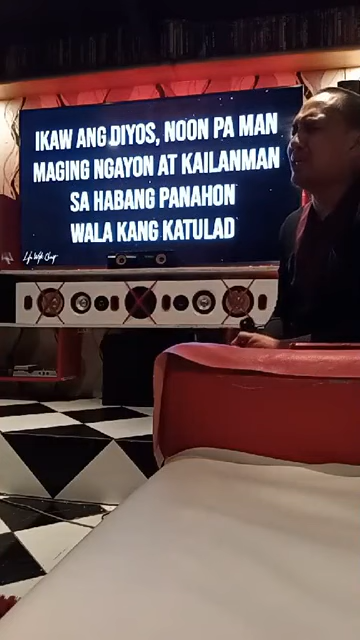 IKAW ANG DIYOS, NOON PA MAN
MAGING NGAYON AT KAILANMAN
SA HABANG PANAHON
WALA KANG KATULAD